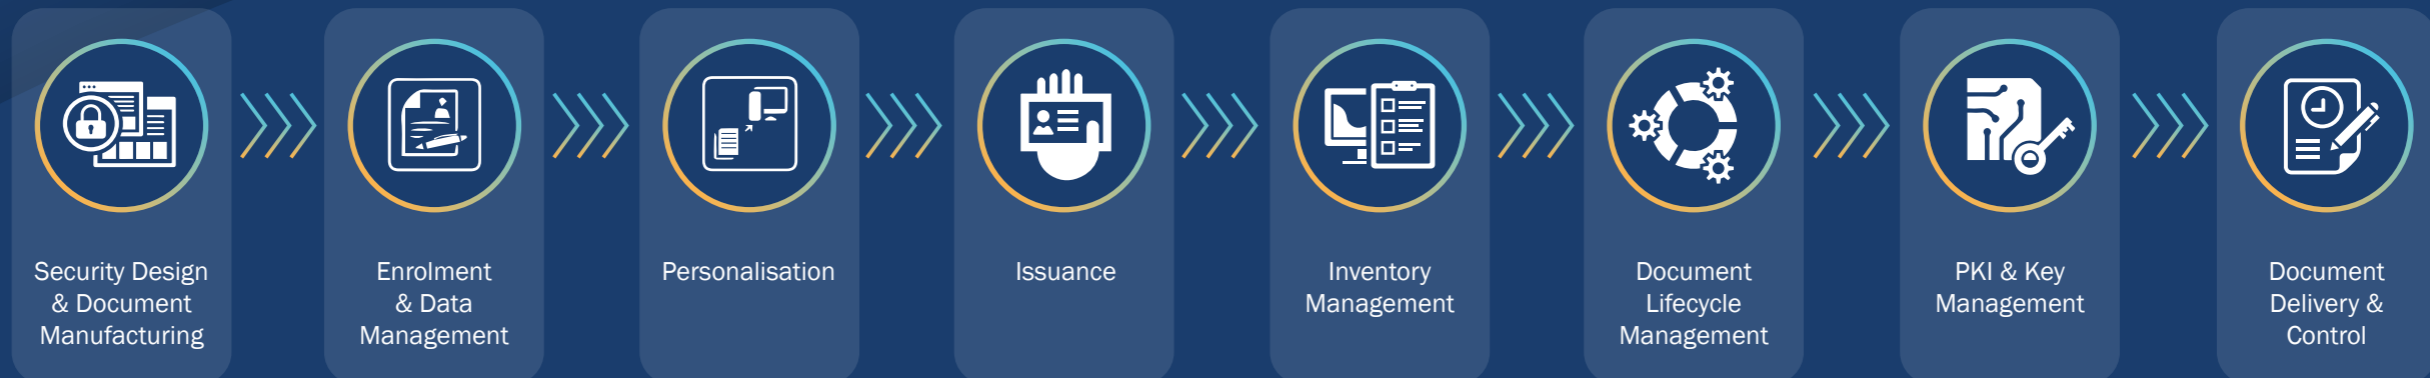 Security Design
& Document
Manufacturing
Enrolment
& Data
Management
Personalisation
Issuance
Inventory
Management
Document
Lifecycle
Management
PKI & Key
Management
Document
Delivery &
Control